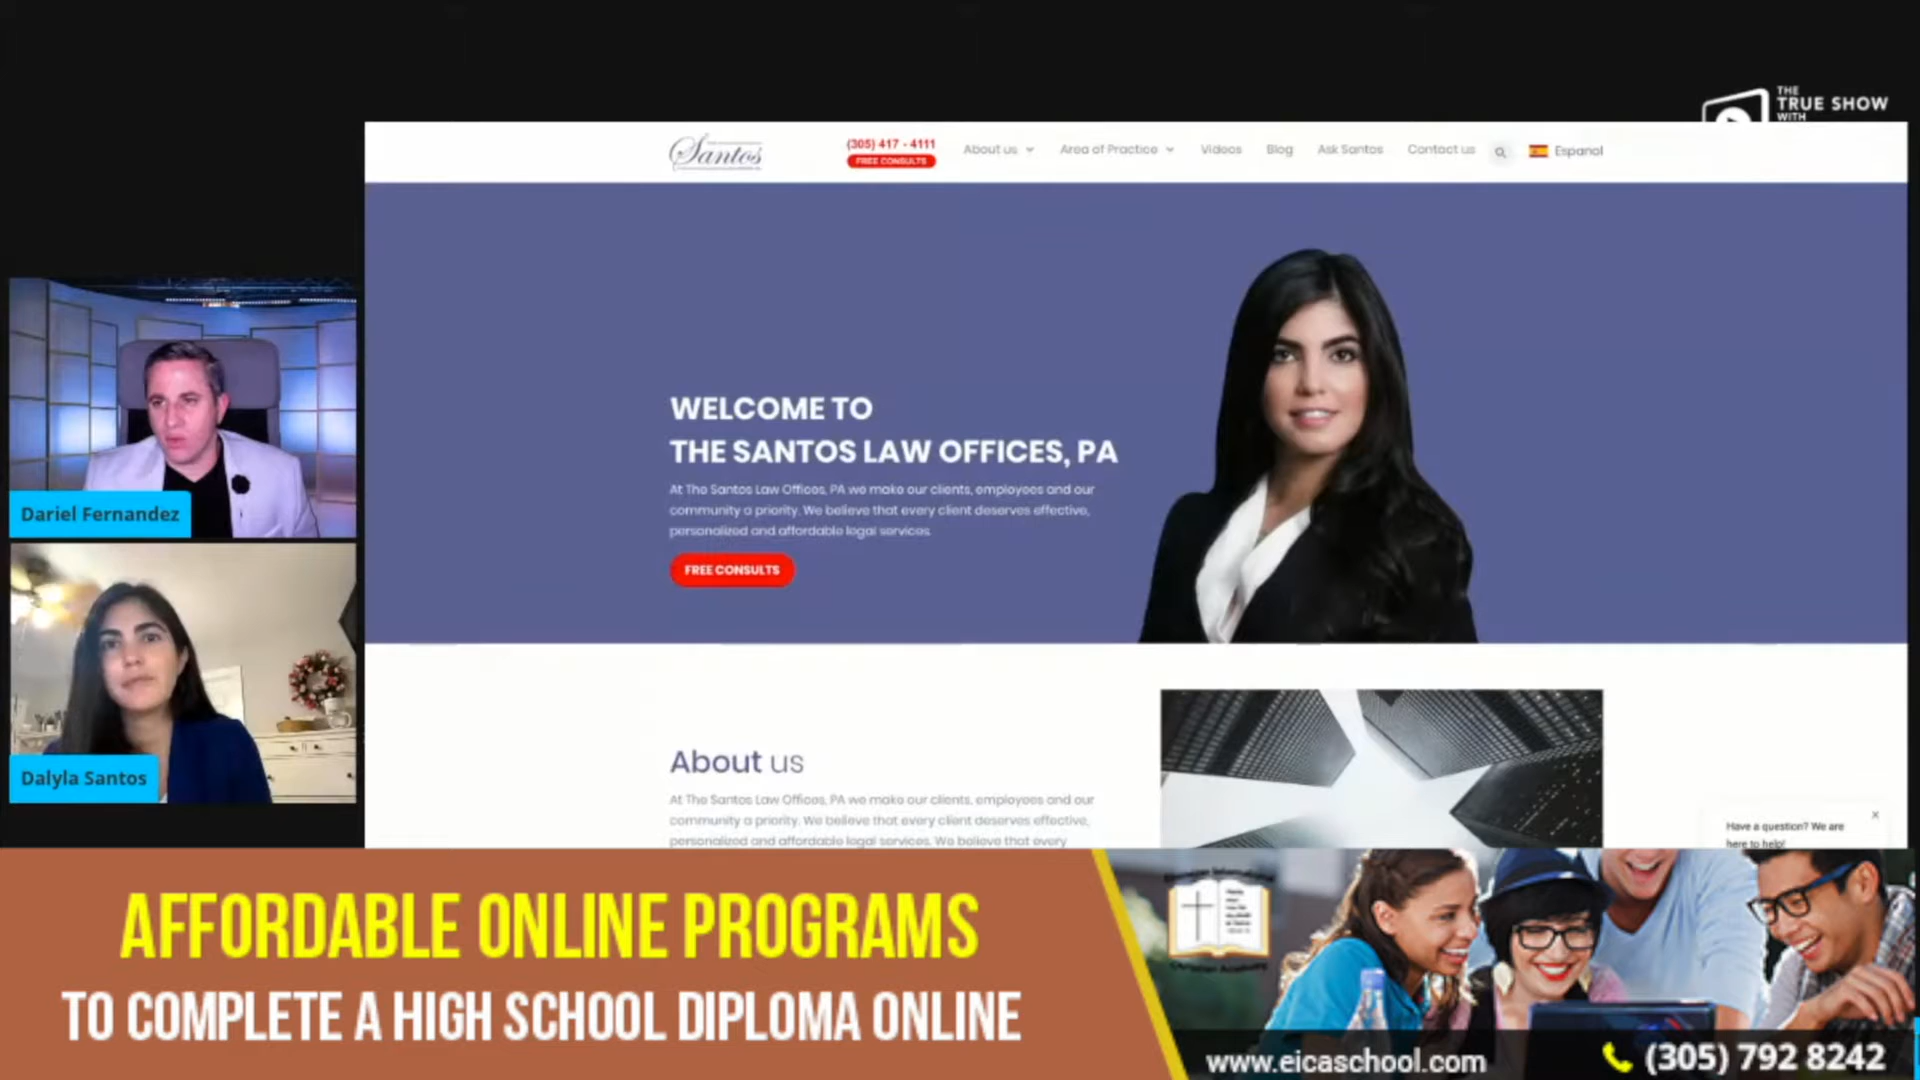 THE
TRUE SHOW
WITH
Santos
(305) 417 - 4111
FREE CONSULTS
About us
Area of Practice
Videos
Blog
Ask Santos
Contact us
Espanol
WELCOME TO
THE SANTOS LAW OFFICES, PA
At The Santos Law Offices, PA we make our clients, employees and our
community a priority. We believe that every client deserves effective,
personalized and affordable legal services.
FREE CONSULTS
Dariel Fernandez
Dalyla Santos
About us
At The Santos Law Offices, PA we make our clients, employees and our
community a priority. We believe that every client deserves effective,
personalized and affordable legal services. We believe that every
Have a question? We are
here to help!
AFFORDABLE ONLINE PROGRAMS
TO COMPLETE A HIGH SCHOOL DIPLOMA ONLINE
Christian Academy
www.eicaschool.com
(305) 792 8242